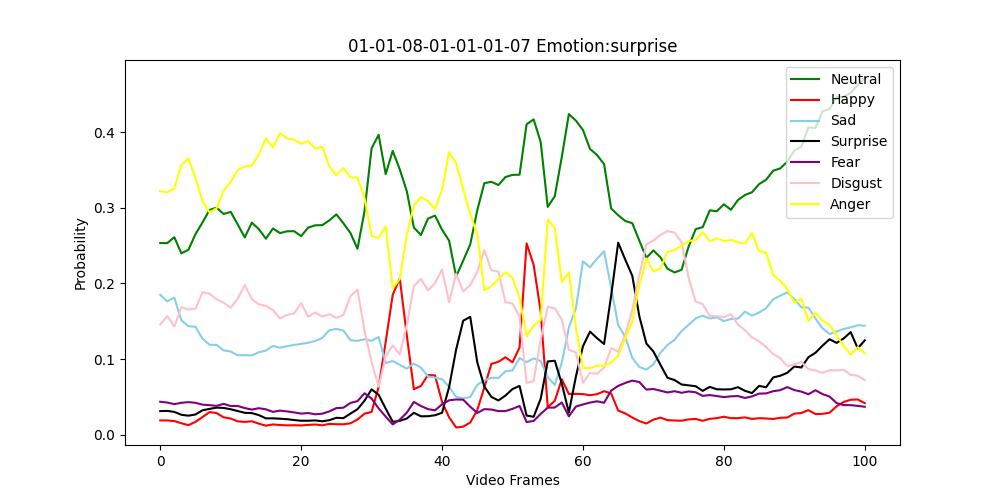 01-01-08-01-01-01-07 Emotion:surprise
Probability
0.4
0.3
0.2
0.1
0.0
0
20
40
60
80
100
Video Frames
Neutral
Happy
Sad
Surprise
Fear
Disgust
Anger